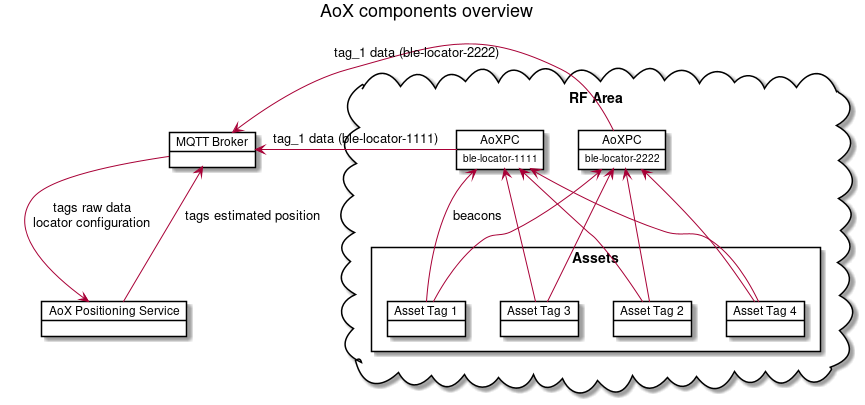 AoX components overview
tag_1 data (ble-locator-2222)
RF Area
MQTT Broker
tag_1 data (ble-locator-1111)
AoXPC
ble-locator-1111
AoXPC
ble-locator-2222
tags raw data
locator configuration
tags estimated position
beacons
Assets
AoX Positioning Service
Asset Tag 1
Asset Tag 3
Asset Tag 2
Asset Tag 4